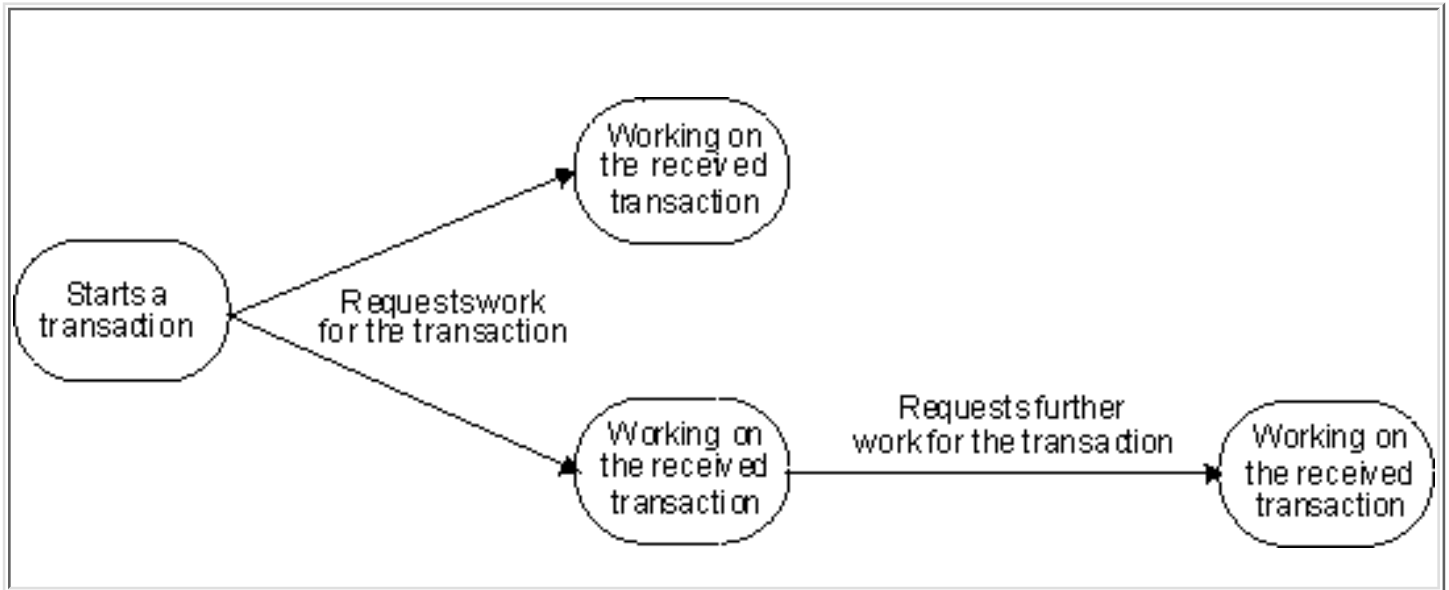 Working on
the received
transaction
Starts a
transaction
Requests work
for the transaction
Working on
the received
transaction
Requests further
work for the transaction
Working on
the received
transaction